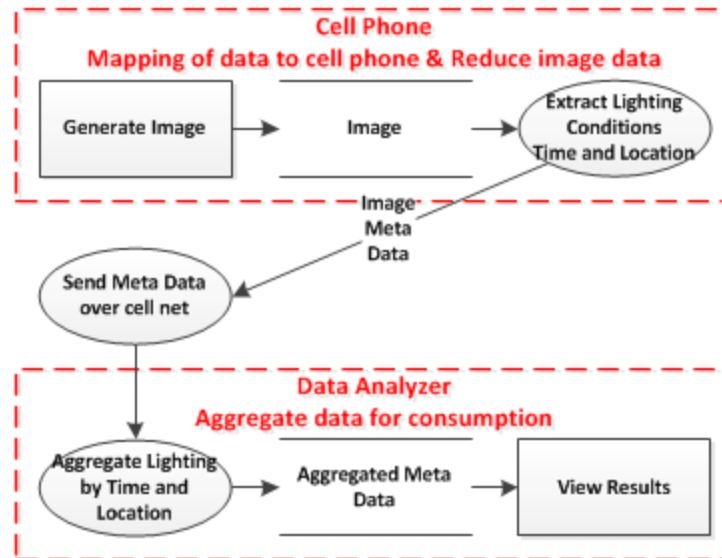 Cell Phone
Mapping of data to cell phone & Reduce image data
Generate Image
Image
Extract Lighting
Conditions
Time and Location
Image
Meta
Data
Send Meta Data
over cell net
Data Analyzer
Aggregate data for consumption
Aggregate Lighting
by Time and
Location
Aggregated Meta
Data
View Results